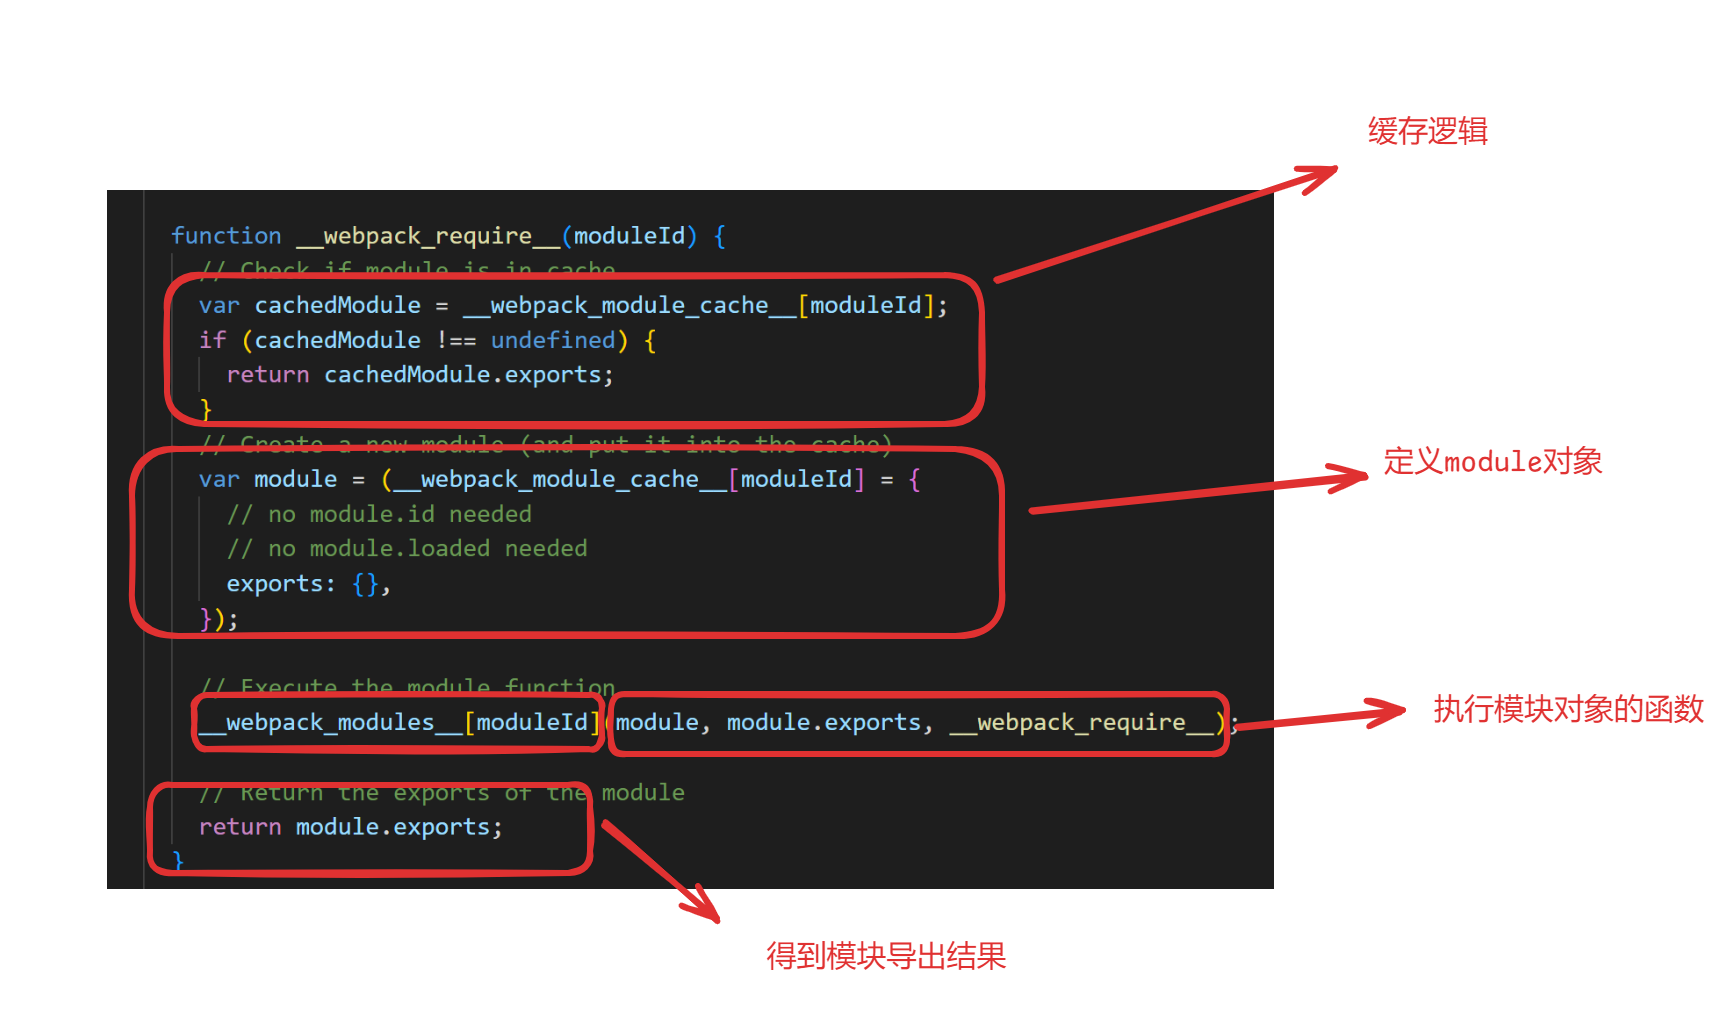 缓存逻辑
function __webpack_require__(moduleId) {
// Check if module is in cache
var cachedModule = __webpack_module_cache__[moduleId];
if (cachedModule !== undefined) {
return cachedModule.exports;
}
// Create a new module (and put it into the cache)
var module = (__webpack_module_cache__[moduleId] = {
// no module.id needed
// no module.loaded needed
exports: {},
});
定义module对象
// Execute the module function
__webpack_modules__[moduleId](module, module.exports, __webpack_require__);
执行模块对象的函数
// Return the exports of the module
return module.exports;
}
得到模块导出结果